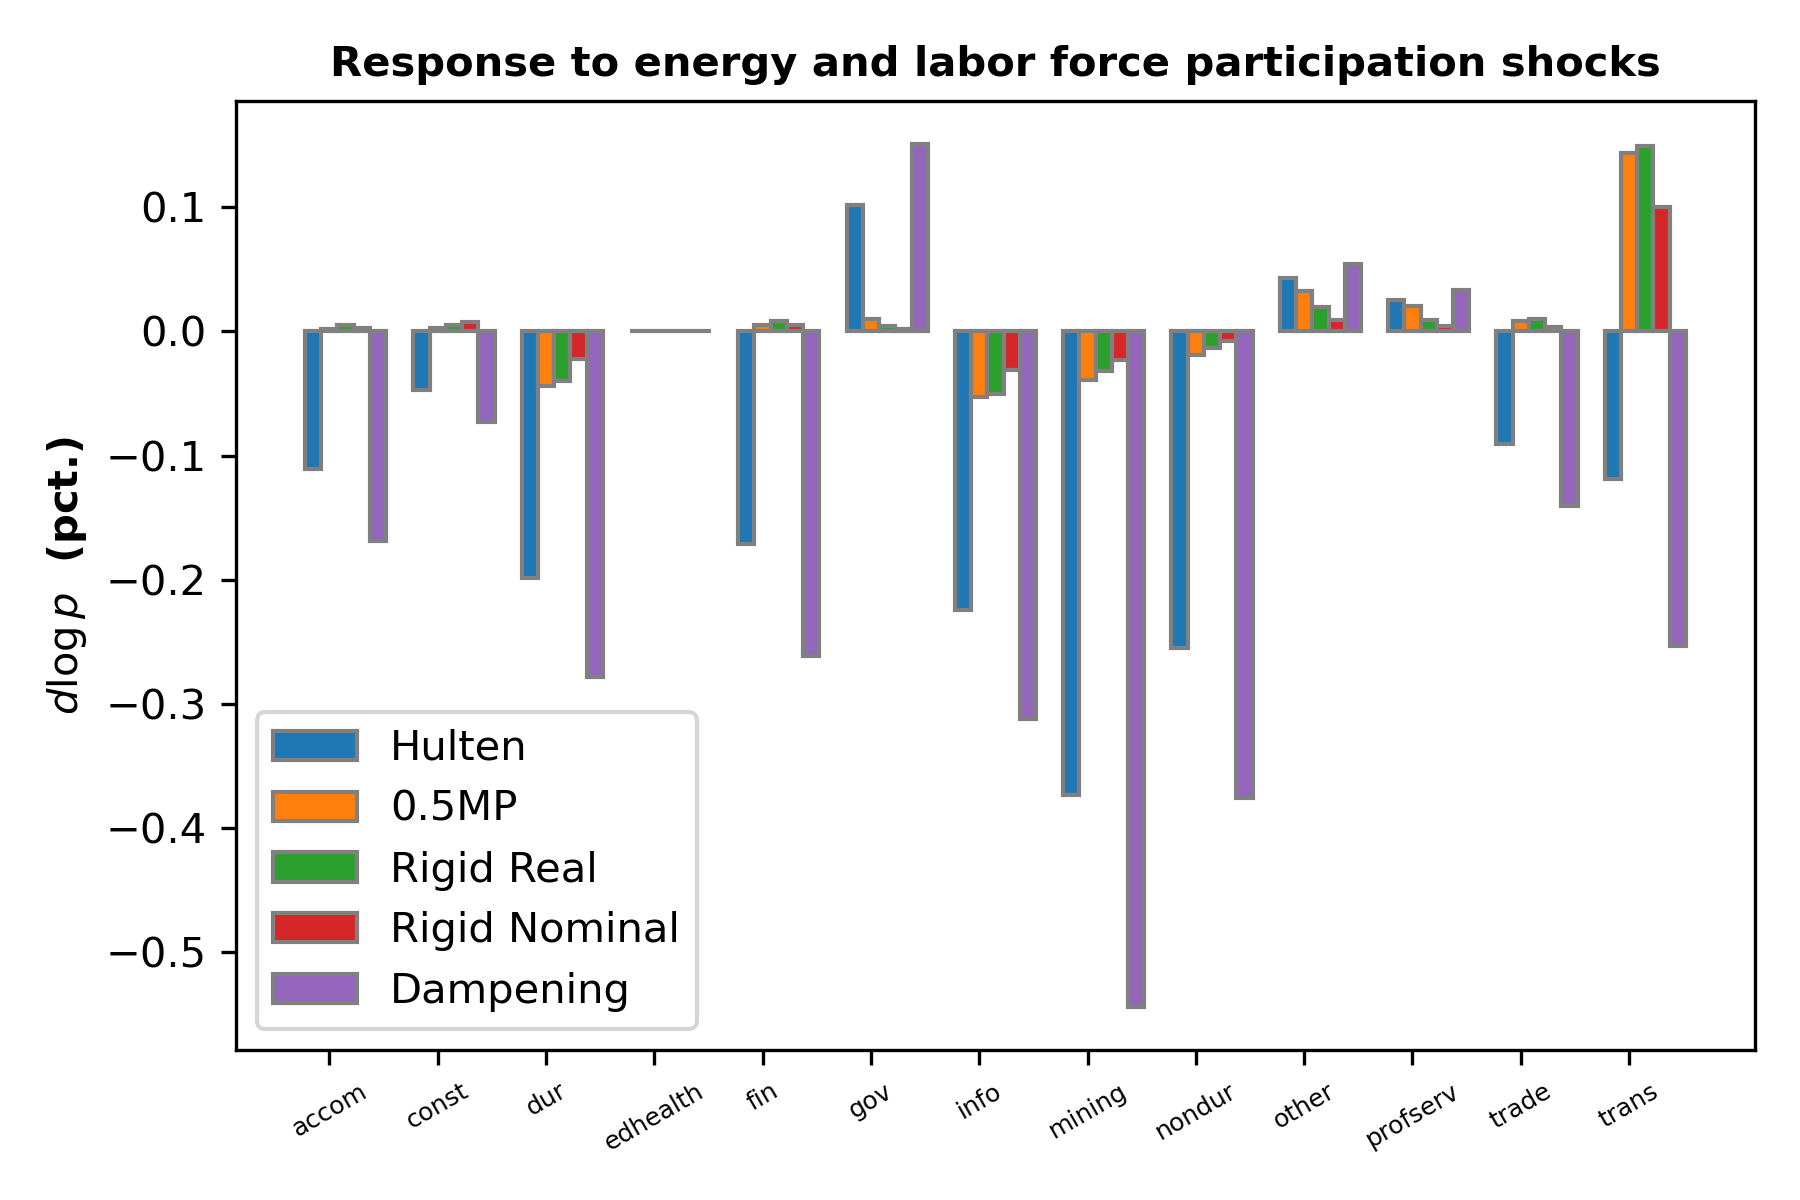 Response to energy and labor force participation shocks
dlog p (pct.)
0.1
0.0
−0.1
−0.2
−0.3
−0.4
−0.5
Hulten
0.5MP
Rigid Real
Rigid Nominal
Dampening
accom const dur edhealth fin gov info mining nondur other profserv trade trans